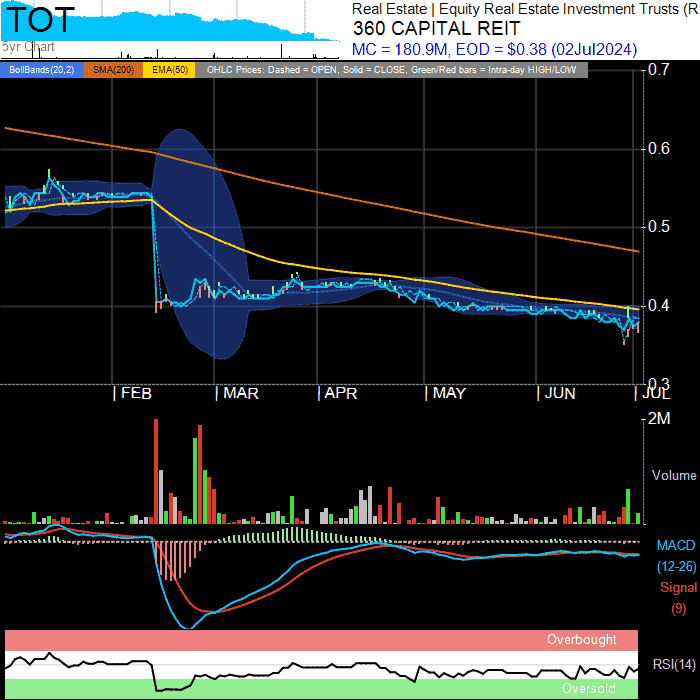 TOT
5yr Chart
Real Estate | Equity Real Estate Investment Trusts (R
360 CAPITAL REIT
MC = 180.9M, EOD = $0.38 (02Jul2024)
BollBands(20,2) SMA(200) EMA(50) OHLC Prices: Dashed = OPEN, Solid = CLOSE, Green/Red bars = Intra-day HIGH/LOW
0.7
0.6
0.5
0.4
0.3
FEB MAR APR MAY JUN JUL
2M
Volume
MACD
(12-26)
Signal
(9)
Overbought
RSI(14)
Oversold